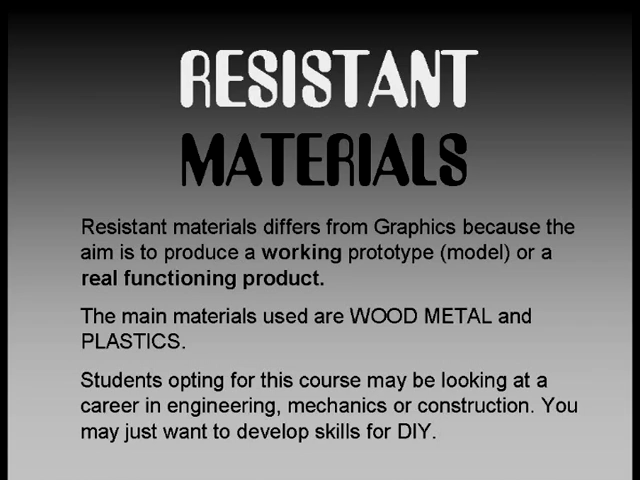 RESISTANT
MATERIALS
Resistant materials differs from Graphics because the
aim is to produce a working prototype (model) or a
real functioning product.
The main materials used are WOOD METAL and
PLASTICS.
Students opting for this course may be looking at a
career in engineering, mechanics or construction. You
may just want to develop skills for DIY.